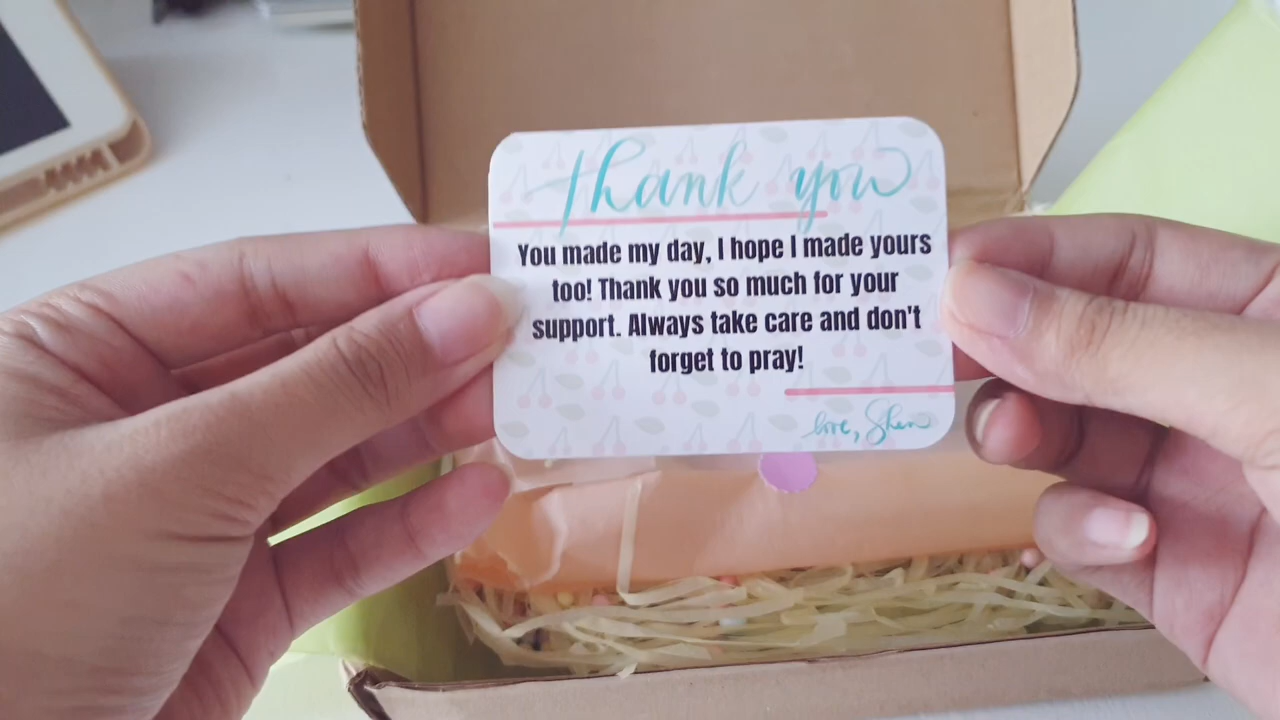 Thank you
You made my day, I hope I made yours
too! Thank you so much for your
support. Always take care and don't
forget to pray!
love, Shen